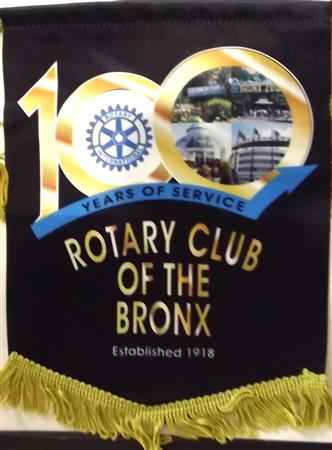 100
ROTARY
INTERNATIONAL
BRONX ZOO
YEARS OF SERVICE
ROTARY CLUB
OF THE
BRONX
Established 1918